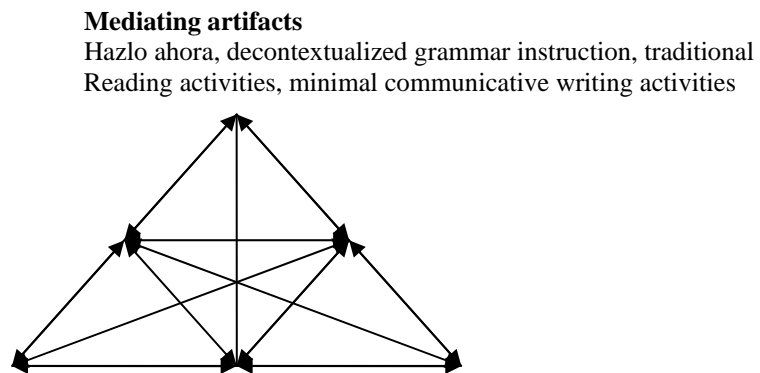 Mediating artifacts
Hazlo ahora, decontextualized grammar instruction, traditional
Reading activities, minimal communicative writing activities